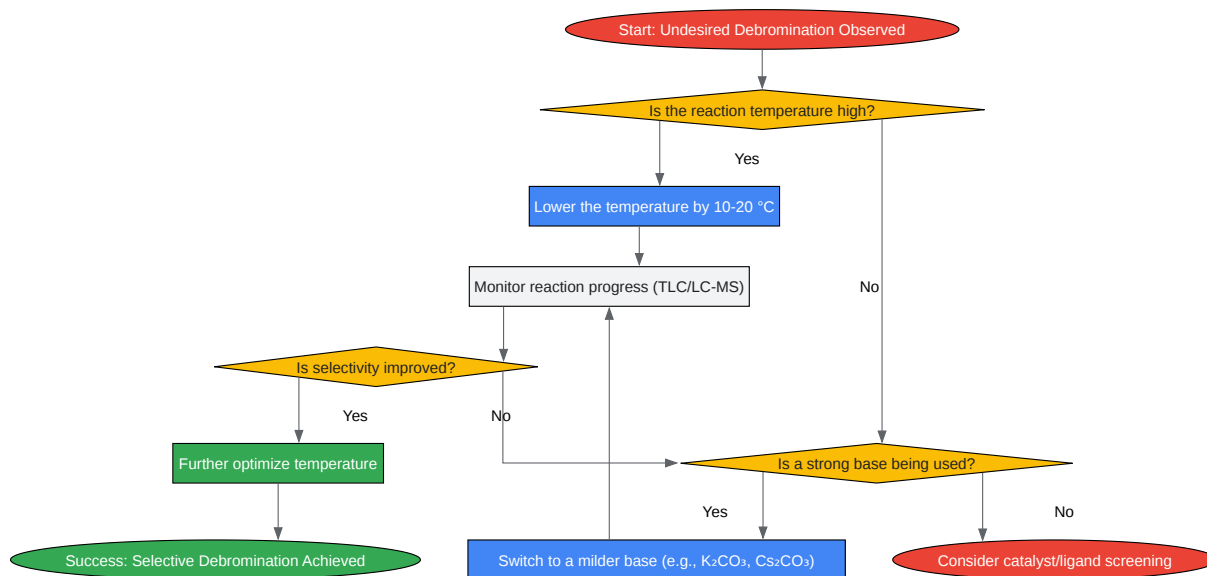 Start: Undesired Debromination Observed
Is the reaction temperature high?
Yes
Lower the temperature by 10-20 °C
Monitor reaction progress (TLC/LC-MS)
No
Is selectivity improved?
Yes
No
Further optimize temperature
Is a strong base being used?
Yes
No
Success: Selective Debromination Achieved
Switch to a milder base (e.g., K₂CO₃, Cs₂CO₃)
Consider catalyst/ligand screening